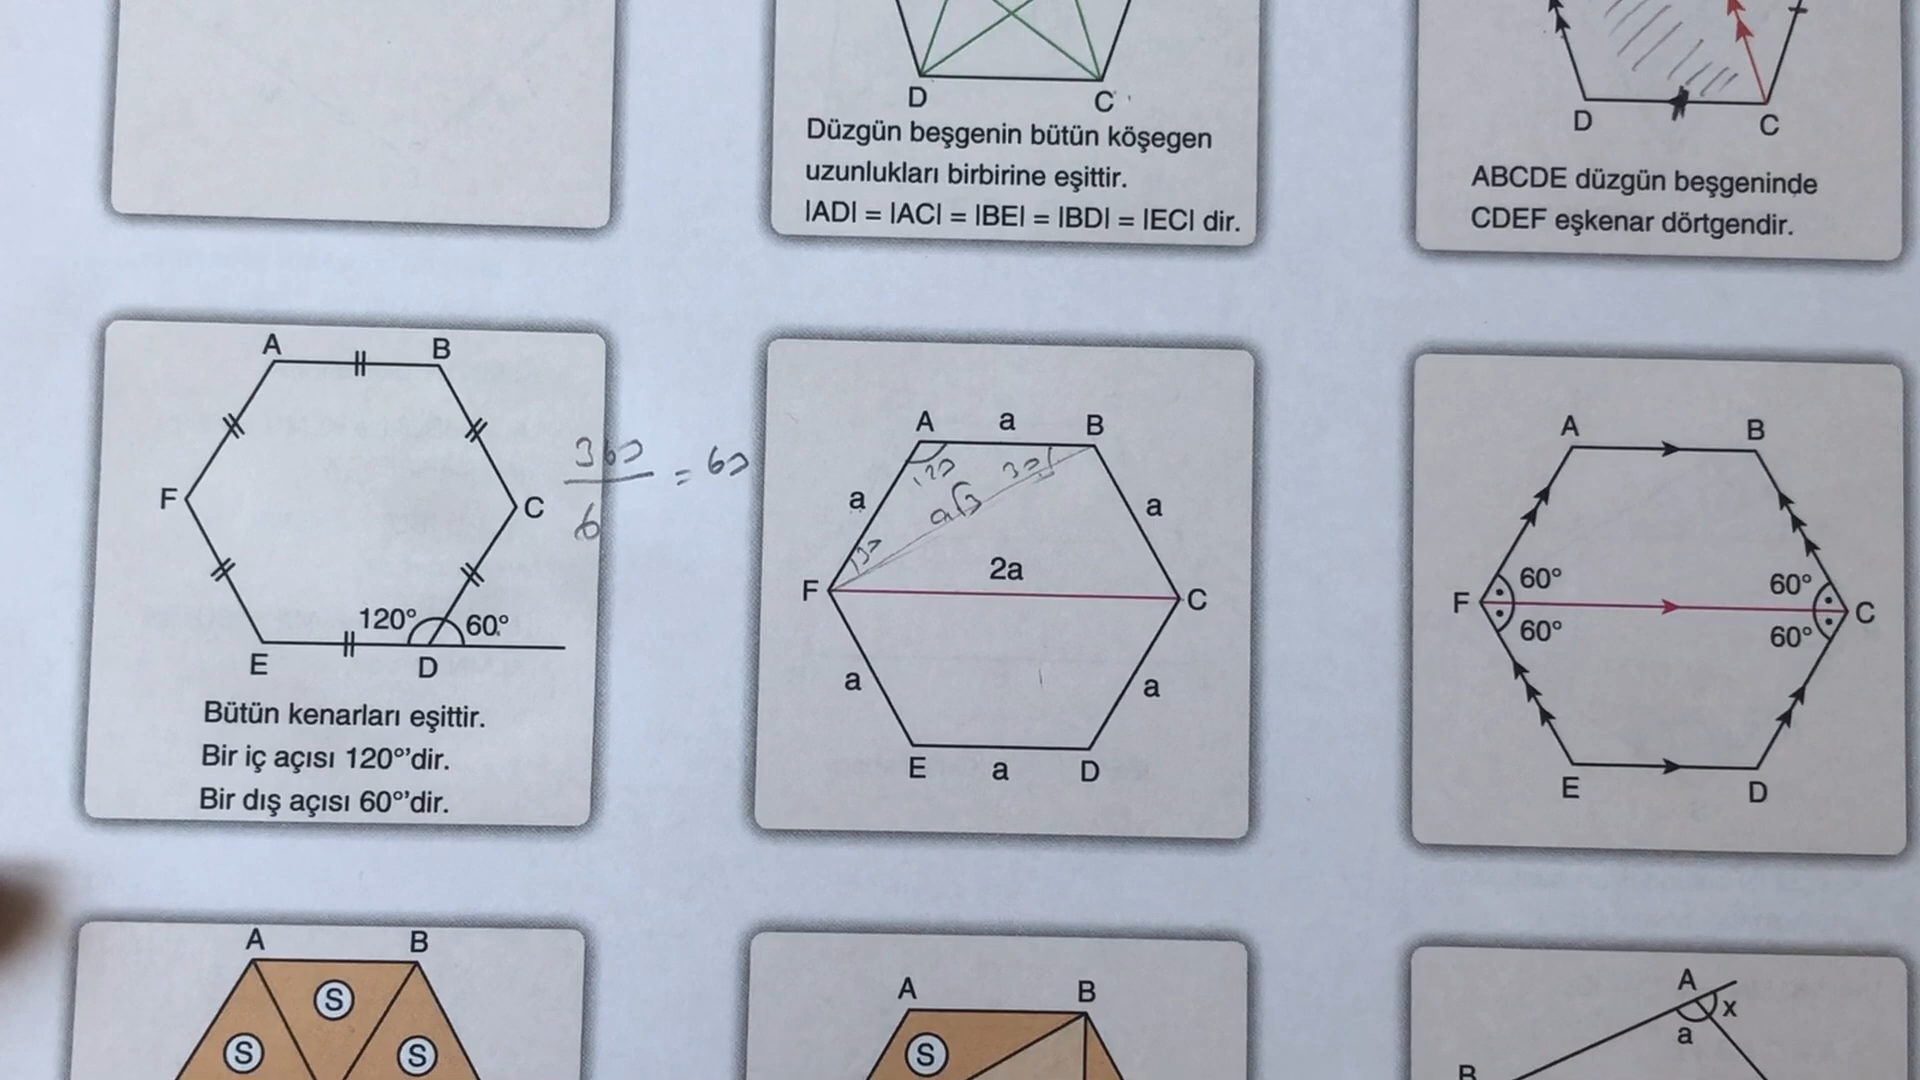 D
C
Düzgün beşgenin bütün köşegen
uzunlukları birbirine eşittir.
|AD| = |AC| = |BE| = |BD| = |EC| dir.
D
C
ABCDE düzgün beşgeninde
CDEF eşkenar dörtgendir.
A
B
F
C
120°
60°
E
D
Bütün kenarları eşittir.
Bir iç açısı 120°'dir.
Bir dış açısı 60°'dir.
360
6
= 60
A
a
B
120
30
a
a√3
a
30
2a
F
C
a
a
E
a
D
A
B
60°
60°
F
C
60°
60°
E
D
A
B
S
S
S
A
B
S
A
x
a
B